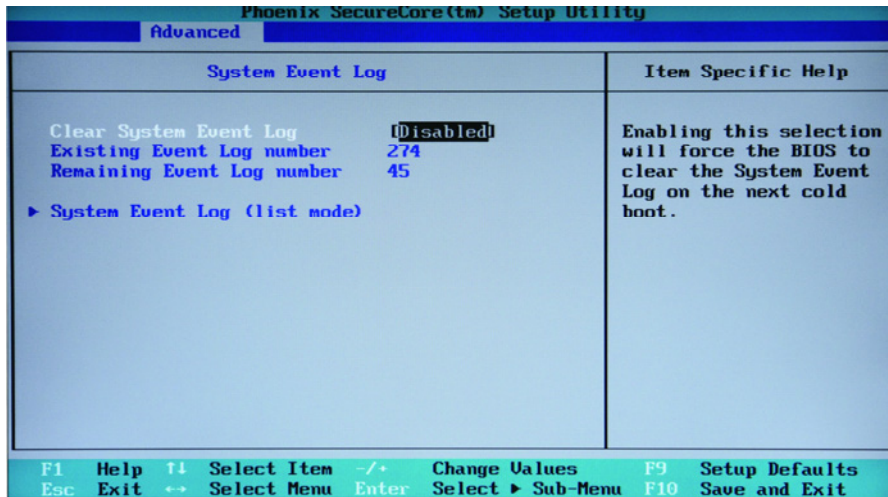 Phoenix SecureCore(tm) Setup Utility
Advanced
System Event Log
Item Specific Help
Clear System Event Log [Disabled]
Existing Event Log number 274
Remaining Event Log number 45
▶ System Event Log (list mode)
Enabling this selection
will force the BIOS to
clear the System Event
Log on the next cold
boot.
F1 Help ↑↓ Select Item -/+ Change Values F9 Setup Defaults
Esc Exit ↔ Select Menu Enter Select ▶ Sub-Menu F10 Save and Exit